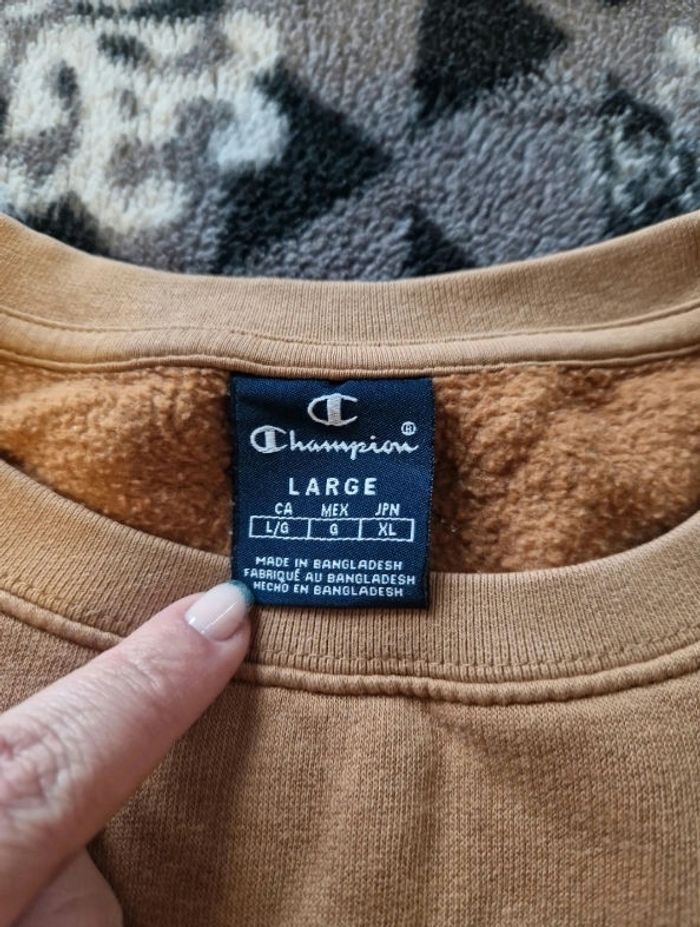 Champion®
LARGE
CA MEX JPN
L/G G XL
MADE IN BANGLADESH
FABRIQUÉ AU BANGLADESH
HECHO EN BANGLADESH